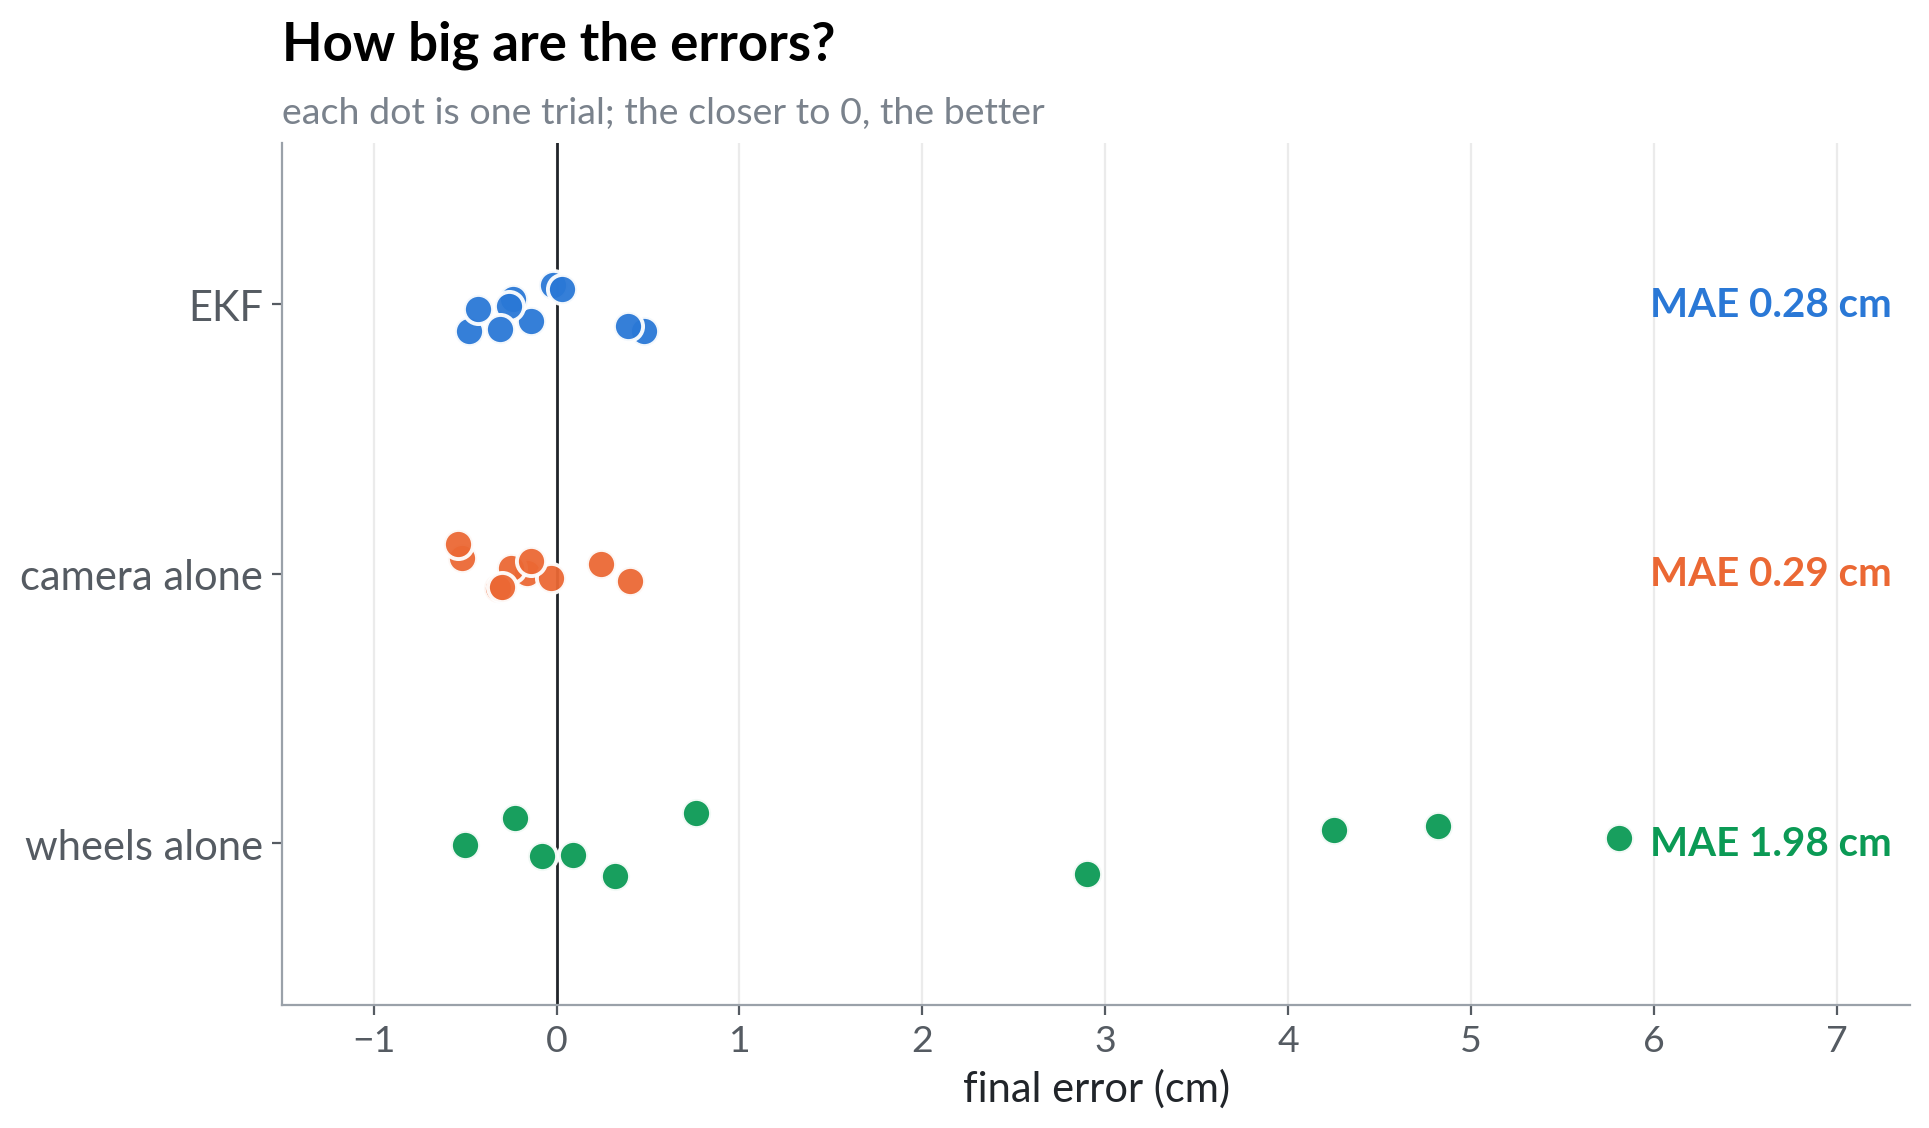 How big are the errors?
each dot is one trial; the closer to 0, the better
EKF
MAE 0.28 cm
camera alone
MAE 0.29 cm
wheels alone
MAE 1.98 cm
−1 0 1 2 3 4 5 6 7
final error (cm)